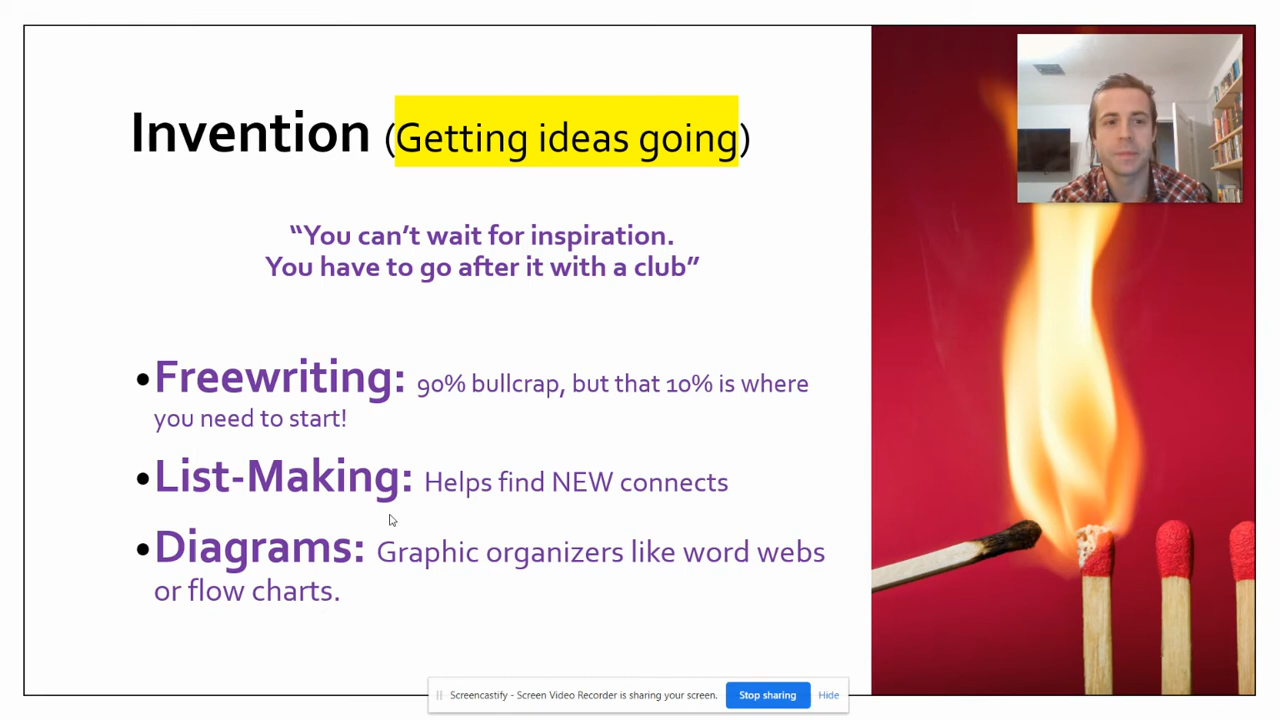 Invention (Getting ideas going)
“You can’t wait for inspiration.
You have to go after it with a club”
•Freewriting: 90% bullcrap, but that 10% is where
you need to start!
•List-Making: Helps find NEW connects
•Diagrams: Graphic organizers like word webs
or flow charts.
Screencastify - Screen Video Recorder is sharing your screen. Stop sharing Hide